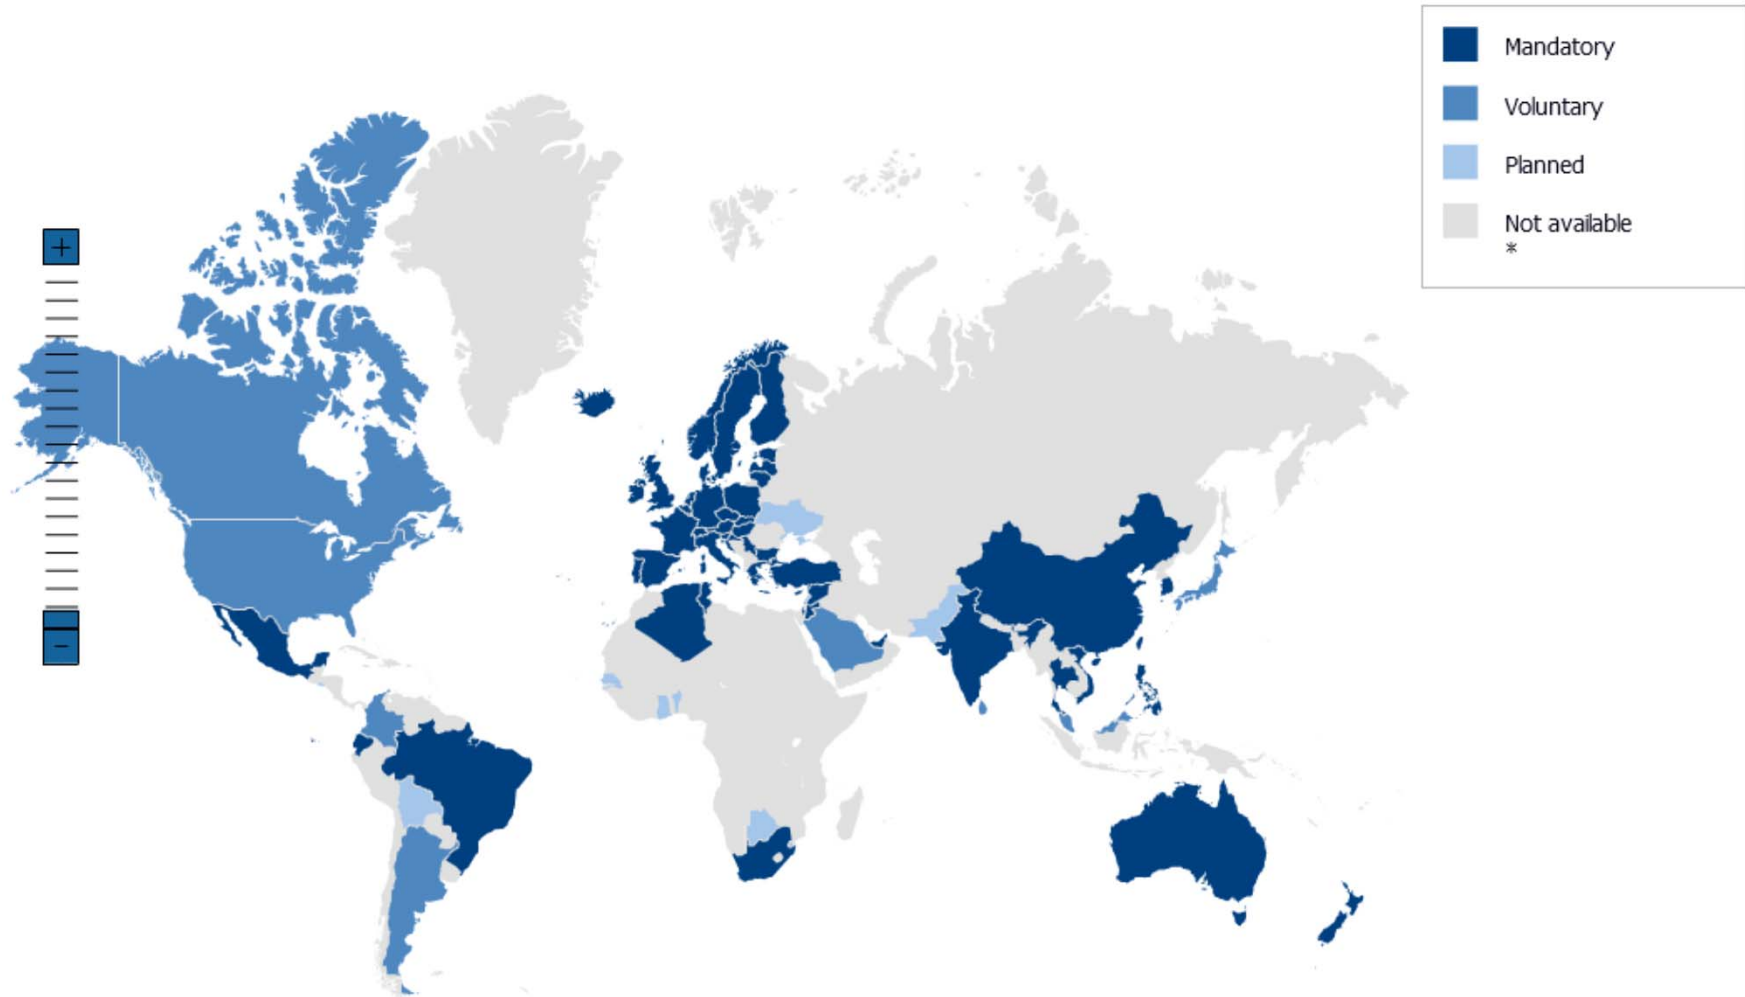 Mandatory
Voluntary
Planned
Not available
*
+
−